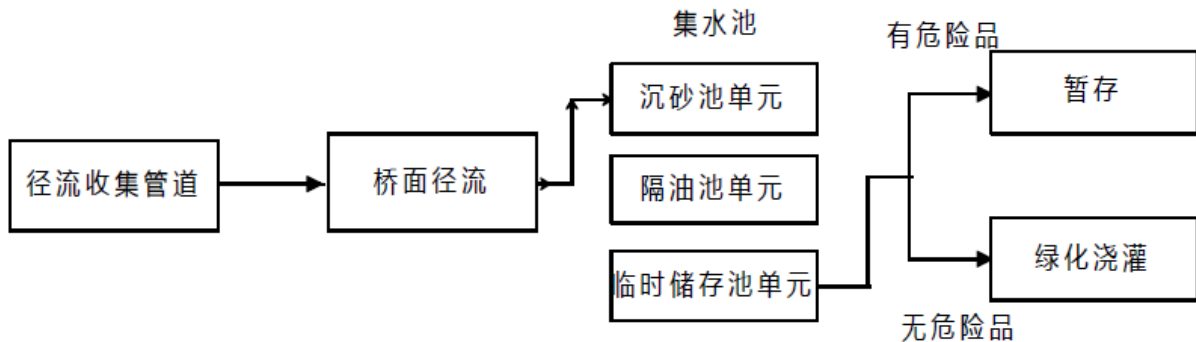 集水池
有危险品
沉砂池单元
暂存
径流收集管道
桥面径流
隔油池单元
临时储存池单元
绿化浇灌
无危险品